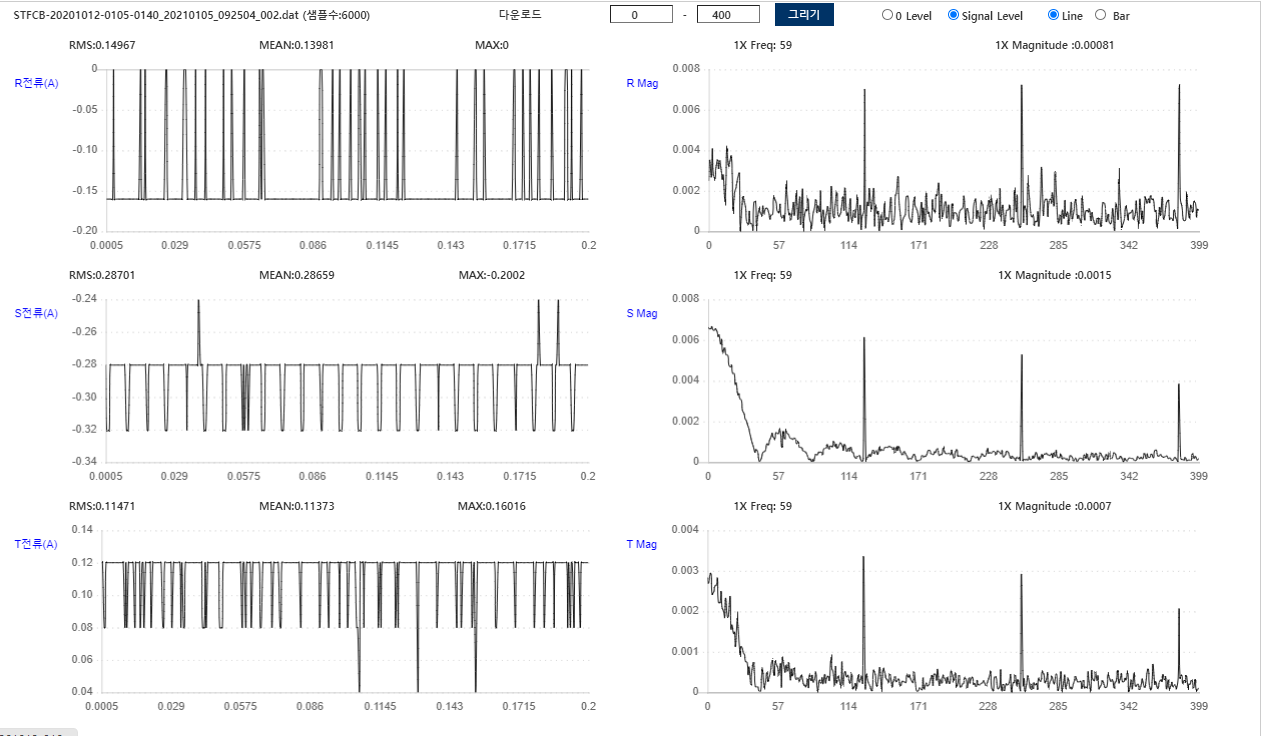 STFCB-20201012-0105-0140_20210105_092504_002.dat (샘플수:6000) 다운로드 0 - 400 그리기 0 Level Signal Level Line Bar
RMS:0.14967 MEAN:0.13981 MAX:0 1X Freq: 59 1X Magnitude :0.00081
R전류(A)
0
-0.05
-0.10
-0.15
-0.20
0.0005 0.029 0.0575 0.086 0.1145 0.143 0.1715 0.2
R Mag
0.008
0.006
0.004
0.002
0
0 57 114 171 228 285 342 399
RMS:0.28701 MEAN:0.28659 MAX:-0.2002 1X Freq: 59 1X Magnitude :0.0015
S전류(A)
-0.24
-0.26
-0.28
-0.30
-0.32
-0.34
0.0005 0.029 0.0575 0.086 0.1145 0.143 0.1715 0.2
S Mag
0.008
0.006
0.004
0.002
0
0 57 114 171 228 285 342 399
RMS:0.11471 MEAN:0.11373 MAX:0.16016 1X Freq: 59 1X Magnitude :0.0007
T전류(A)
0.14
0.12
0.10
0.08
0.06
0.04
0.0005 0.029 0.0575 0.086 0.1145 0.143 0.1715 0.2
T Mag
0.004
0.003
0.002
0.001
0
0 57 114 171 228 285 342 399